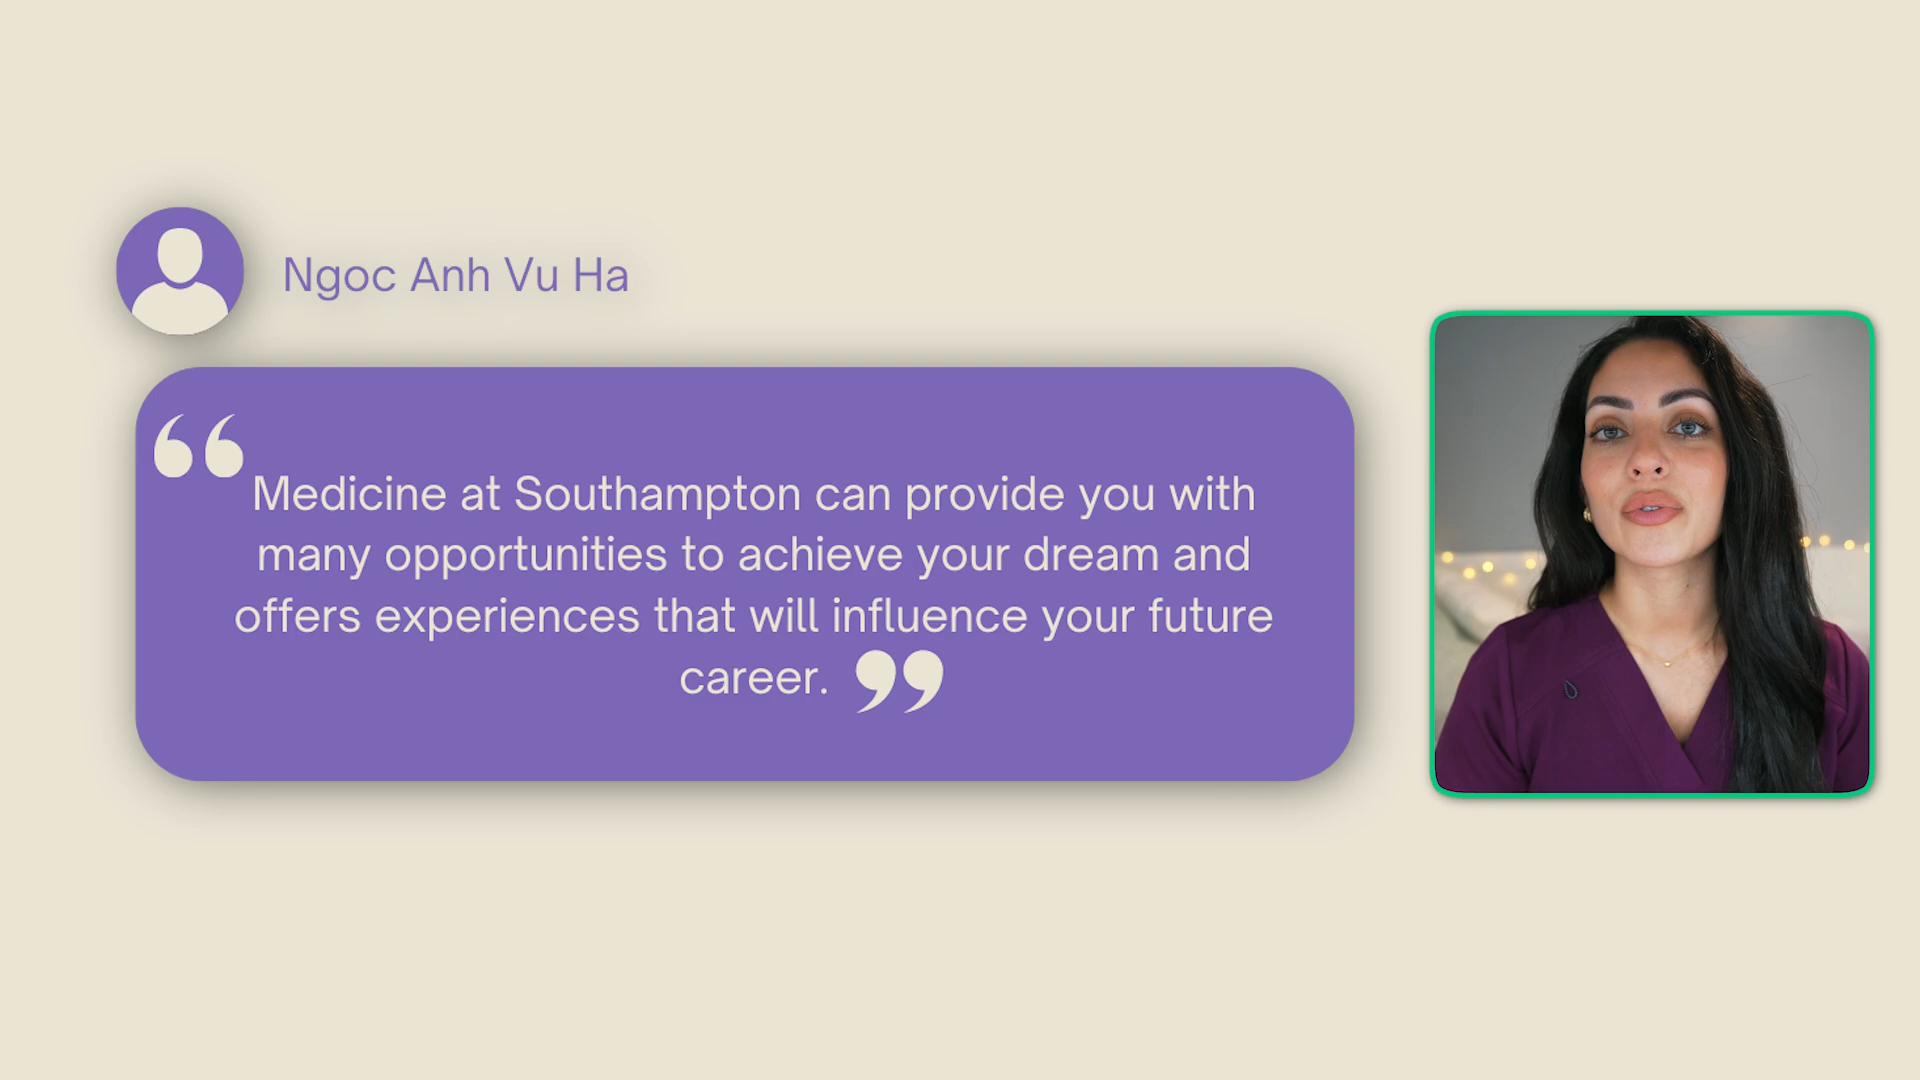 Ngoc Anh Vu Ha
“Medicine at Southampton can provide you with
many opportunities to achieve your dream and
offers experiences that will influence your future
career.”